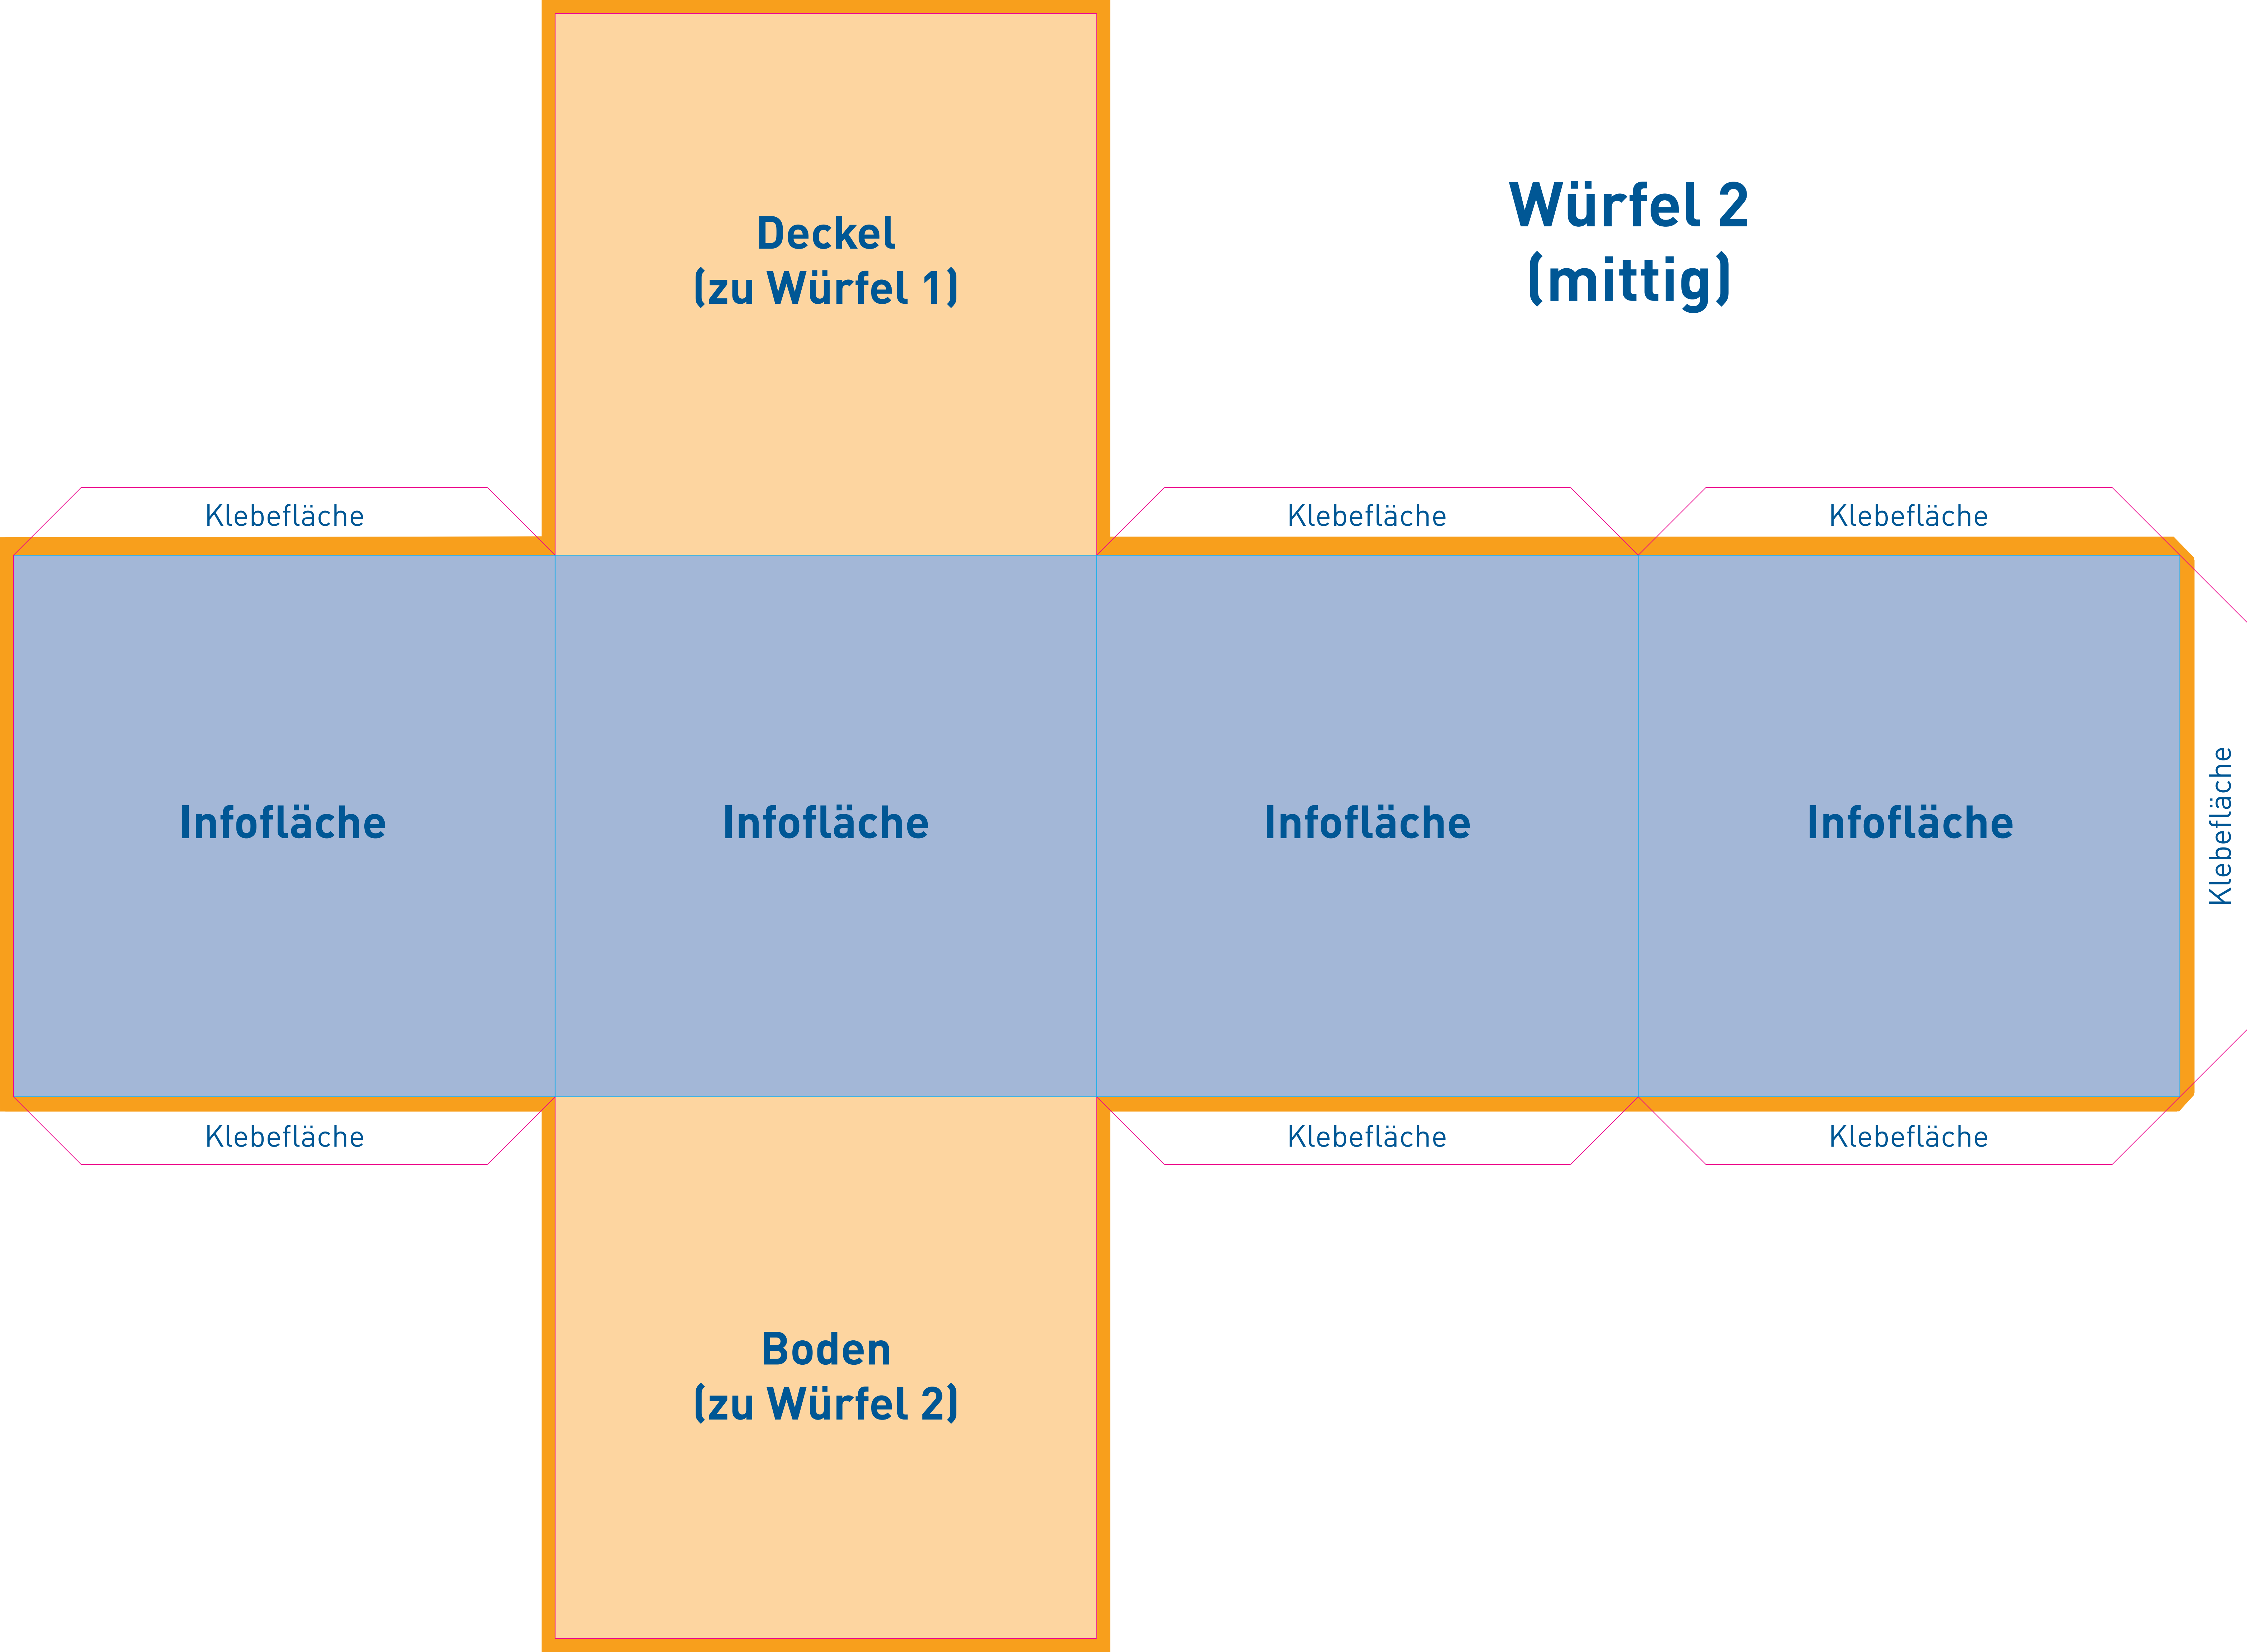 Deckel
(zu Würfel 1)
Würfel 2
(mittig)
Klebefläche
Klebefläche
Klebefläche
Infofläche
Infofläche
Infofläche
Infofläche
Klebefläche
Klebefläche
Klebefläche
Klebefläche
Boden
(zu Würfel 2)